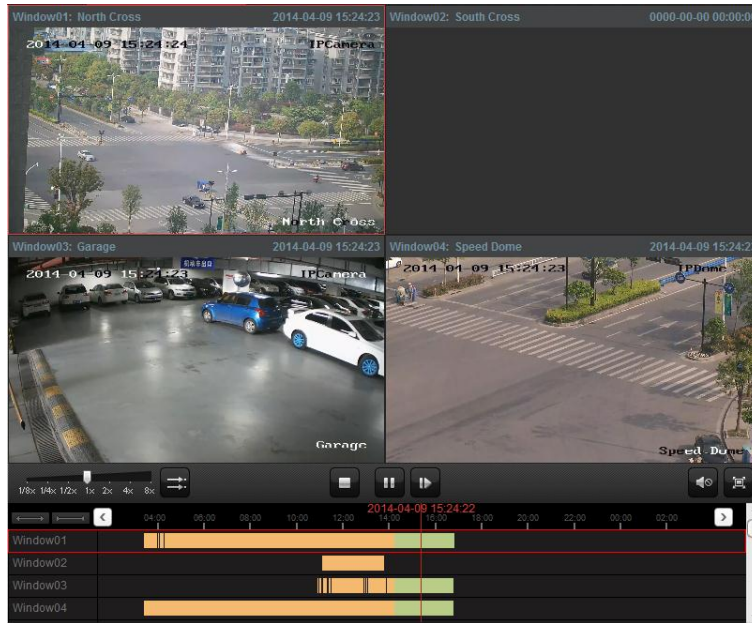 Window01: North Cross 2014-04-09 15:24:23
Window02: South Cross 0000-00-00 00:00:0
2014-04-09 15:24:24 IPCamera
North Cross
Window03: Garage 2014-04-09 15:24:23
Window04: Speed Dome 2014-04-09 15:24:2
2014-04-09 15:24:23 IPCamera
2014-04-09 15:24:23 IPDome
Garage
Speed Dome
1/8x 1/4x 1/2x 1x 2x 4x 8x
2014-04-09 15:24:22
04:00 06:00 08:00 10:00 12:00 14:00 16:00 18:00 20:00 22:00 00:00 02:00
Window01
Window02
Window03
Window04